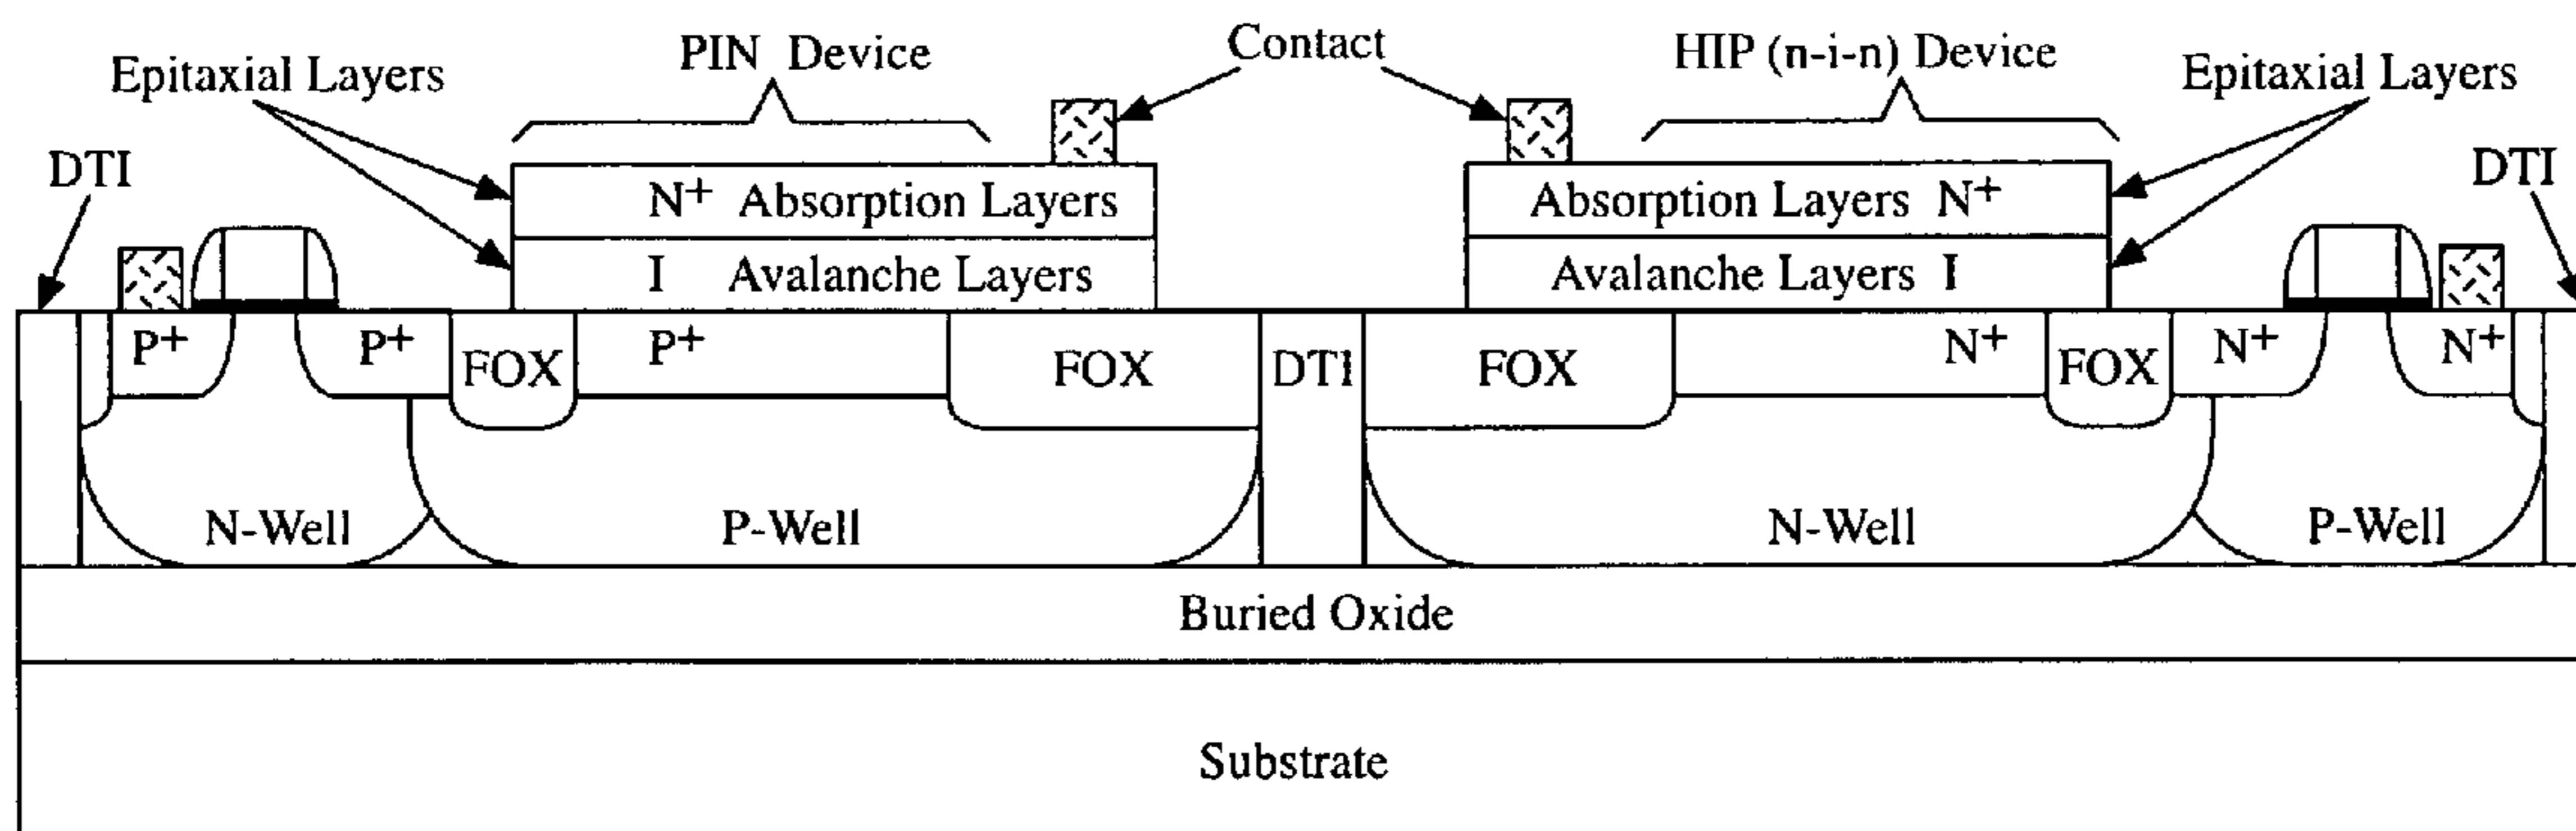 Contact
PIN Device
HIP (n-i-n) Device
Epitaxial Layers
Epitaxial Layers
DTI
DTI
N+ Absorption Layers
Absorption Layers N+
I Avalanche Layers
Avalanche Layers I
P+
P+
FOX
P+
FOX
DTI
FOX
N+
FOX
N+
N+
N-Well
P-Well
N-Well
P-Well
Buried Oxide
Substrate